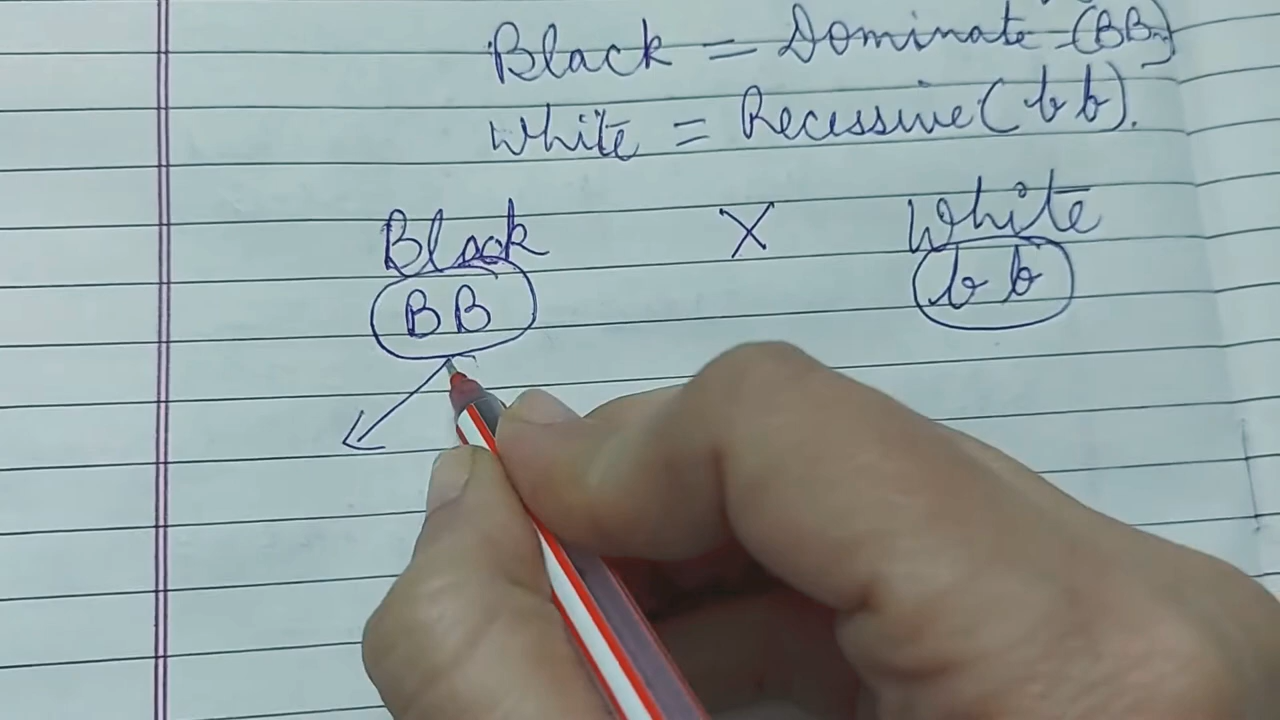 Black = Dominate (BB)
White = Recessive (bb).
Black X White
BB bb